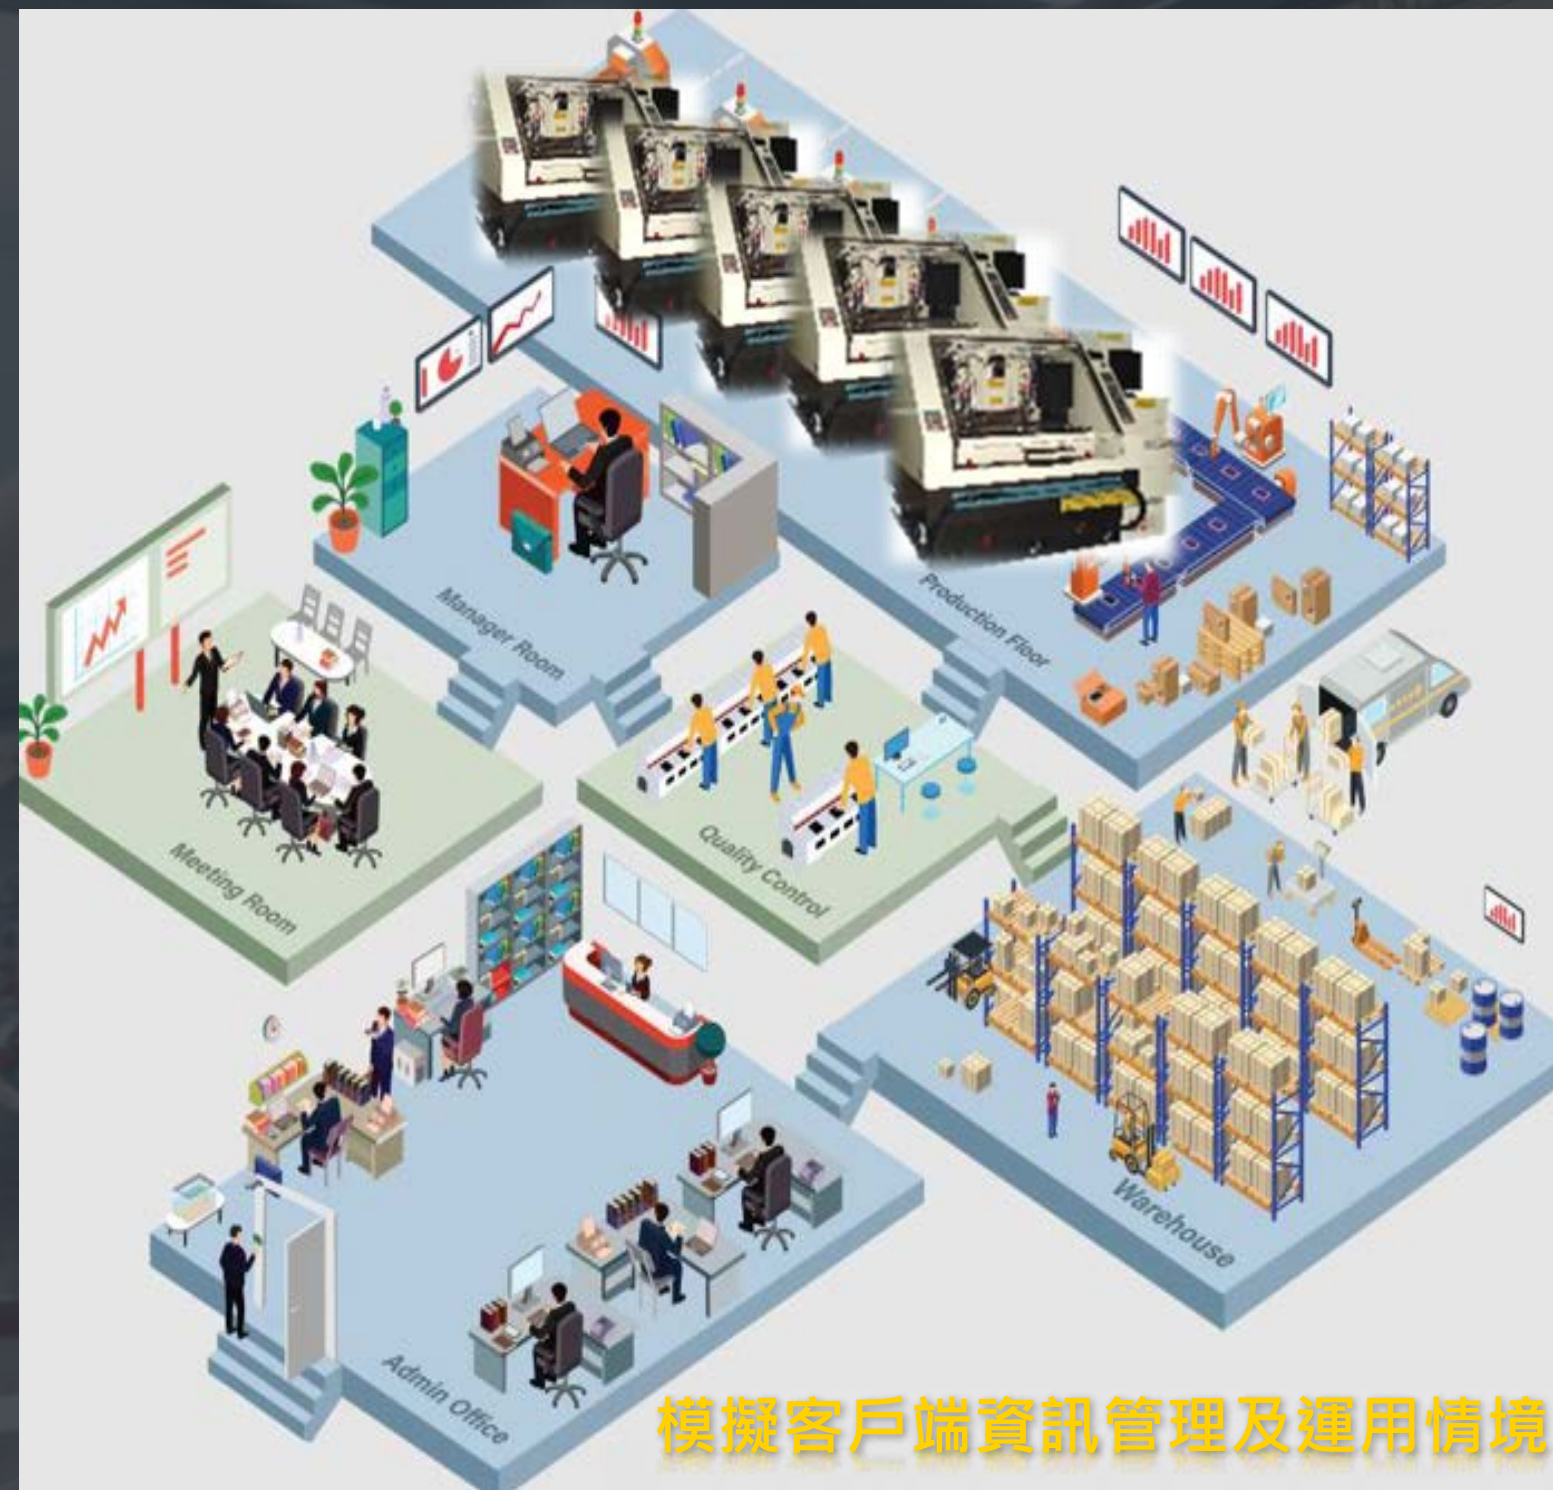 Production Floor
Manager Room
Quality Control
Meeting Room
Warehouse
Admin Office
模擬客戶端資訊管理及運用情境